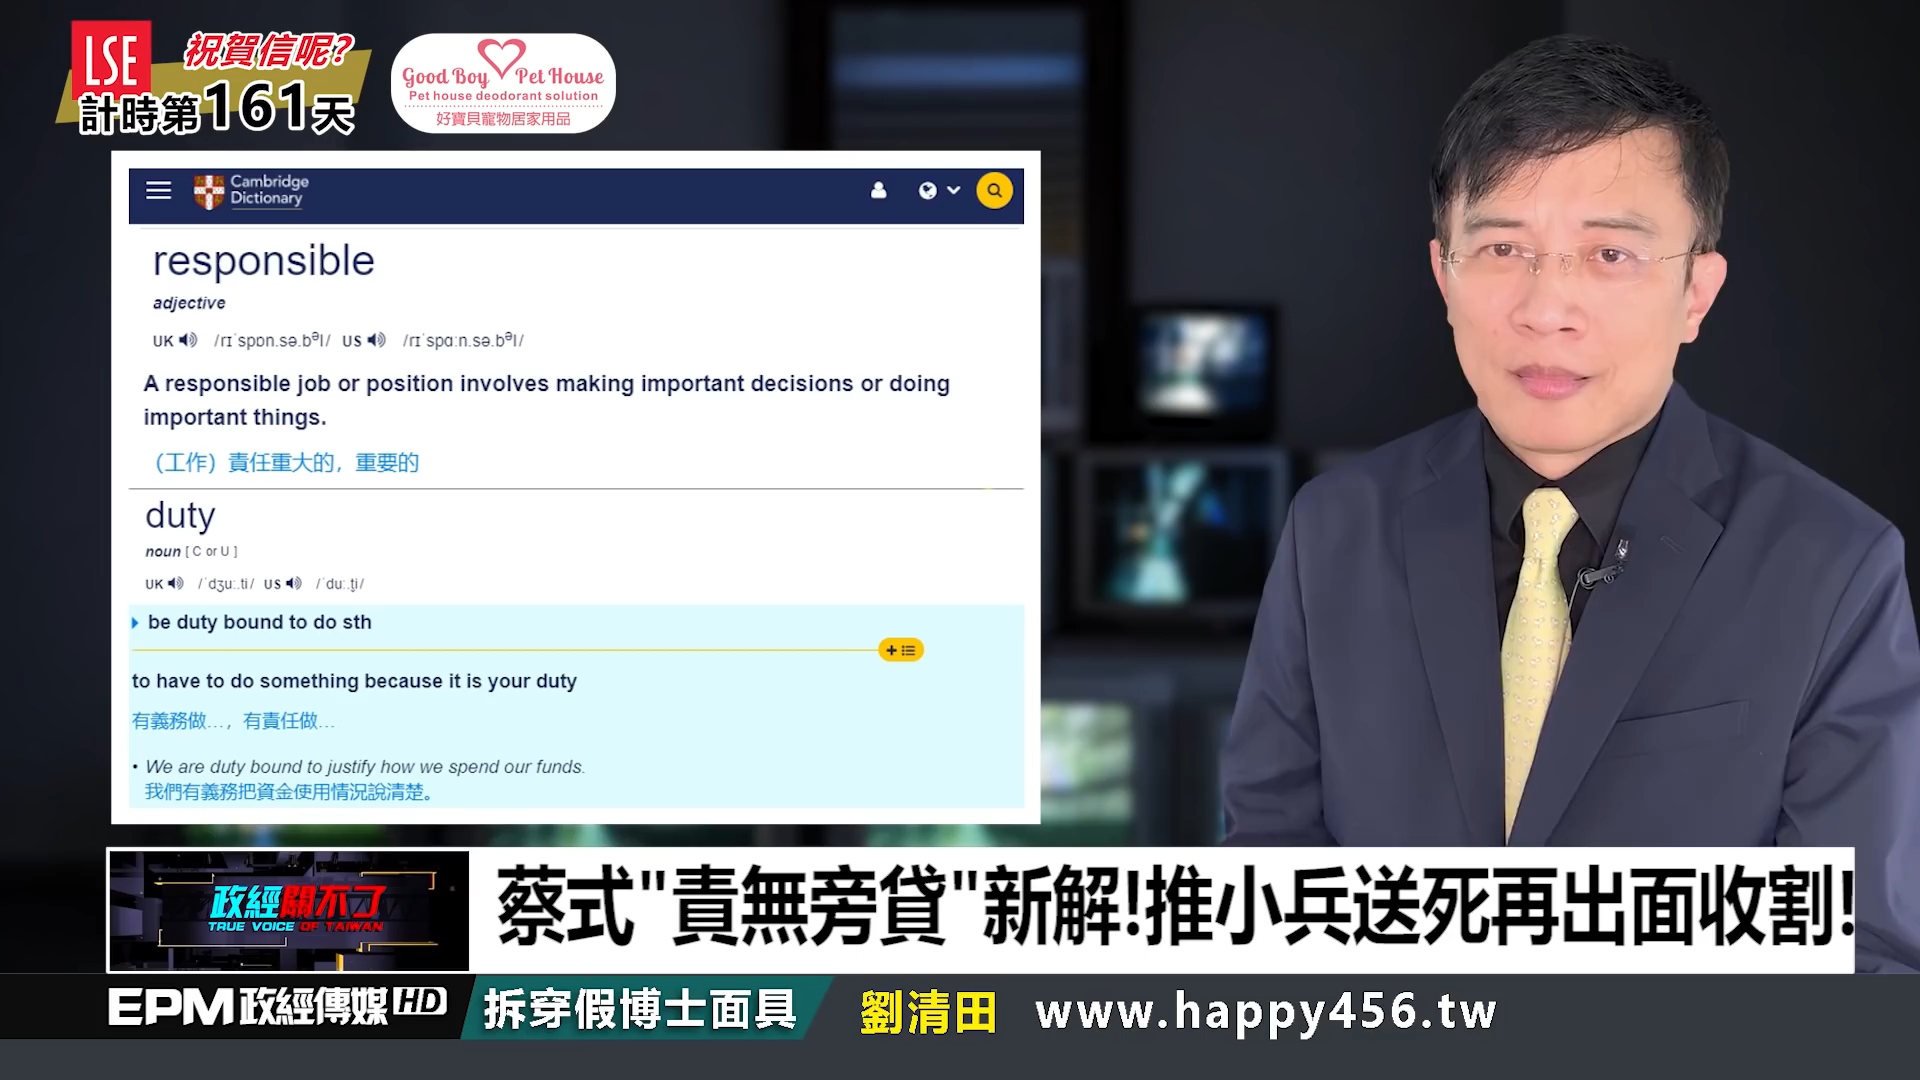 LSE
祝賀信呢?
計時第161天
Good Boy Pet House
Pet house deodorant solution
好寶貝寵物居家用品
Cambridge
Dictionary
responsible
adjective
UK /rɪˈspɒn.sə.bᵊl/ US /rɪˈspɑːn.sə.bᵊl/
A responsible job or position involves making important decisions or doing
important things.
（工作）責任重大的，重要的
duty
noun [ C or U ]
UK /ˈdʒuː.ti/ US /ˈduː.t̬i/
be duty bound to do sth
to have to do something because it is your duty
有義務做…，有責任做…
• We are duty bound to justify how we spend our funds.
我們有義務把資金使用情況說清楚。
政經關不了
TRUE VOICE OF TAIWAN
蔡式"責無旁貸"新解!推小兵送死再出面收割!
EPM政經傳媒HD
拆穿假博士面具
劉清田
www.happy456.tw